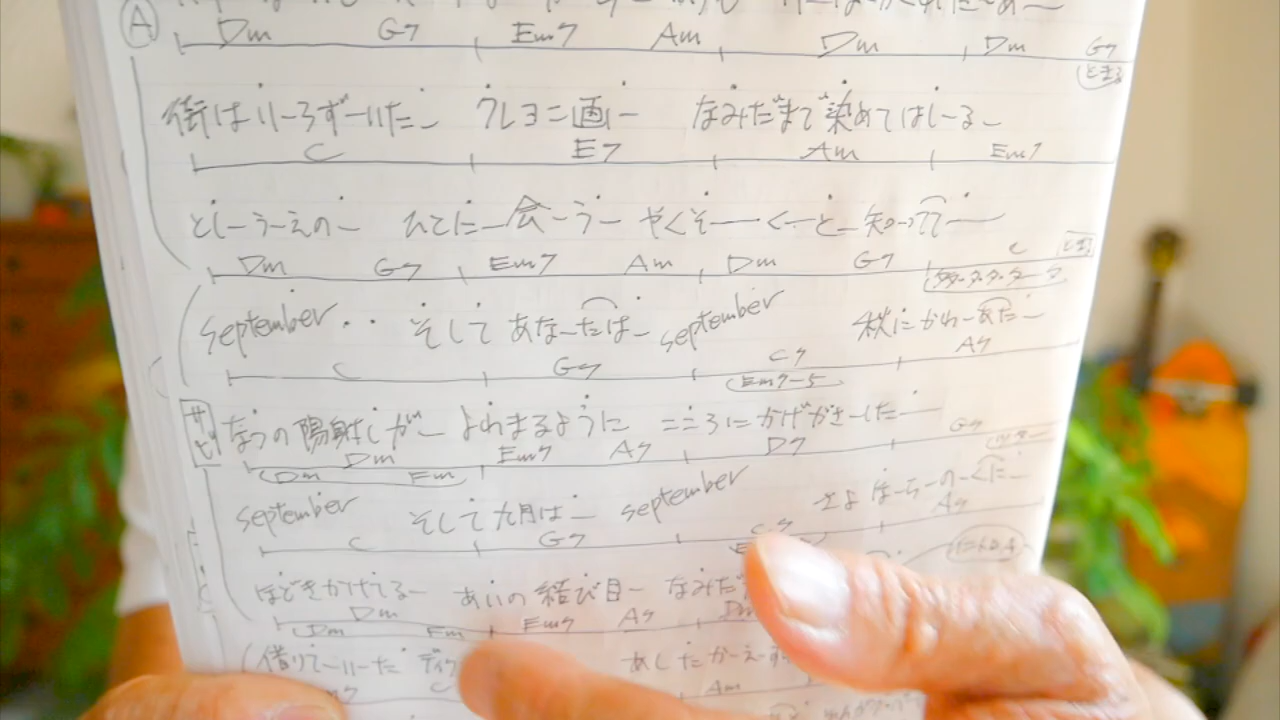 Ⓐ Dm G7 Em7 Am Dm Dm G7
とまる
街はいーろずーいたー クレヨン画ー なみだまで染めてはしーるー
C E7 Am Em7
としーうーえの－ ひとにー会ーうー やくそーーくーとー知ってーー
Dm G7 Em7 Am Dm G7 C
september・・ そして あなーたはー september 秋に かわーあたー
C G7 C7 A7
Em7-5
サビ なつの陽射しがー よわまるように こころに かげがさーしたー
Dm Em7 A7 D7 G7
Dm Fm
september そして 九月はー september さよ
C G7 C7 A7
ほどきかけてるー あいの 結び目ー なみだ
Dm Em7 A7 Dm
Dm Fm
(借りてーいーた ディク あしたかーえーす
C Am